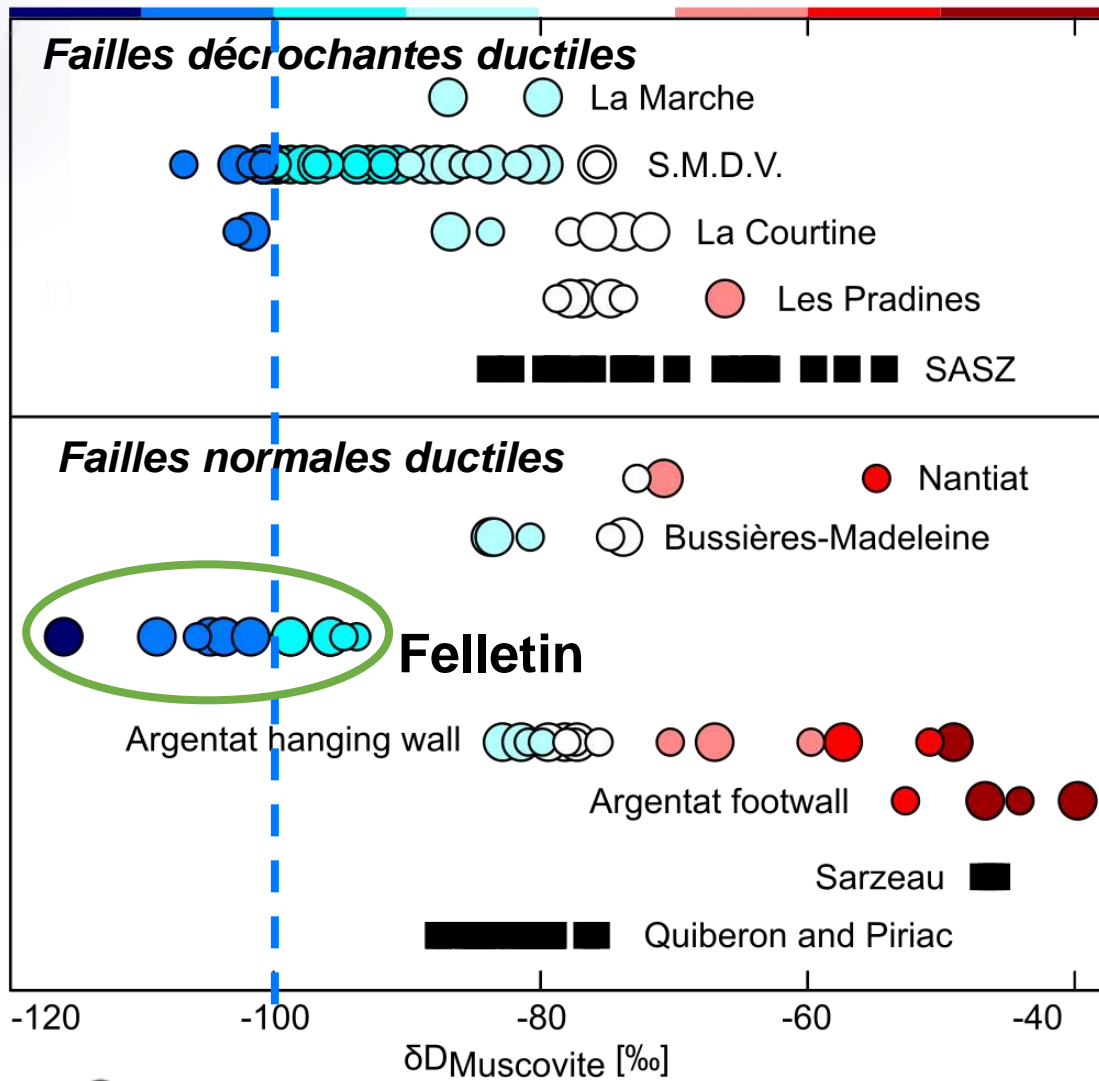 Failles décrochantes ductiles
La Marche
S.M.D.V.
La Courtine
Les Pradines
SASZ
Failles normales ductiles
Nantiat
Bussières-Madeleine
Felletin
Argentat hanging wall
Argentat footwall
Sarzeau
Quiberon and Piriac
-120 -100 -80 -60 -40
δDMuscovite [‰]